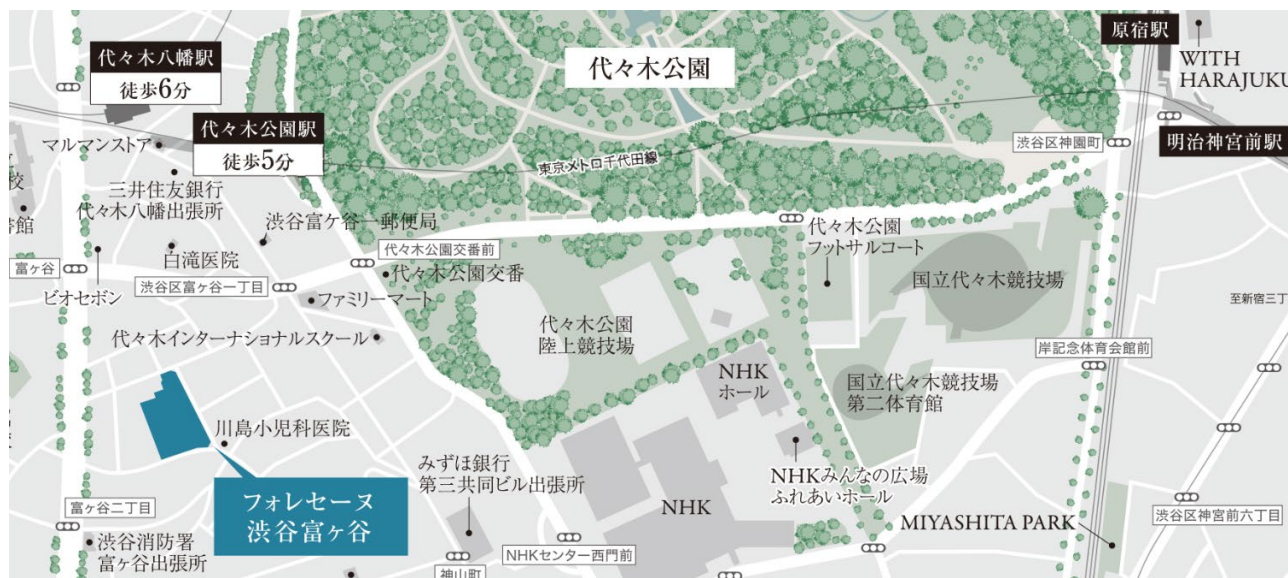 代々木八幡駅
徒歩6分
代々木公園駅
徒歩5分
代々木公園
原宿駅
WITH
HARAJUKU
明治神宮前駅
渋谷区神園町
東京メトロ千代田線
マルマンストア
三井住友銀行
代々木八幡出張所
渋谷富ケ谷一郵便局
白滝医院
代々木公園交番前
代々木公園交番
富ヶ谷
ビオセボン
渋谷区富ヶ谷一丁目
ファミリーマート
代々木インターナショナルスクール
代々木公園
フットサルコート
国立代々木競技場
至新宿三丁
代々木公園
陸上競技場
岸記念体育会館前
NHK
ホール
国立代々木競技場
第二体育館
川島小児科医院
フォレセーヌ
渋谷富ヶ谷
みずほ銀行
第三共同ビル出張所
NHKみんなの広場
ふれあいホール
NHK
富ヶ谷二丁目
渋谷消防署
富ヶ谷出張所
MIYASHITA PARK
渋谷区神宮前六丁目
NHKセンター西門前
神山町